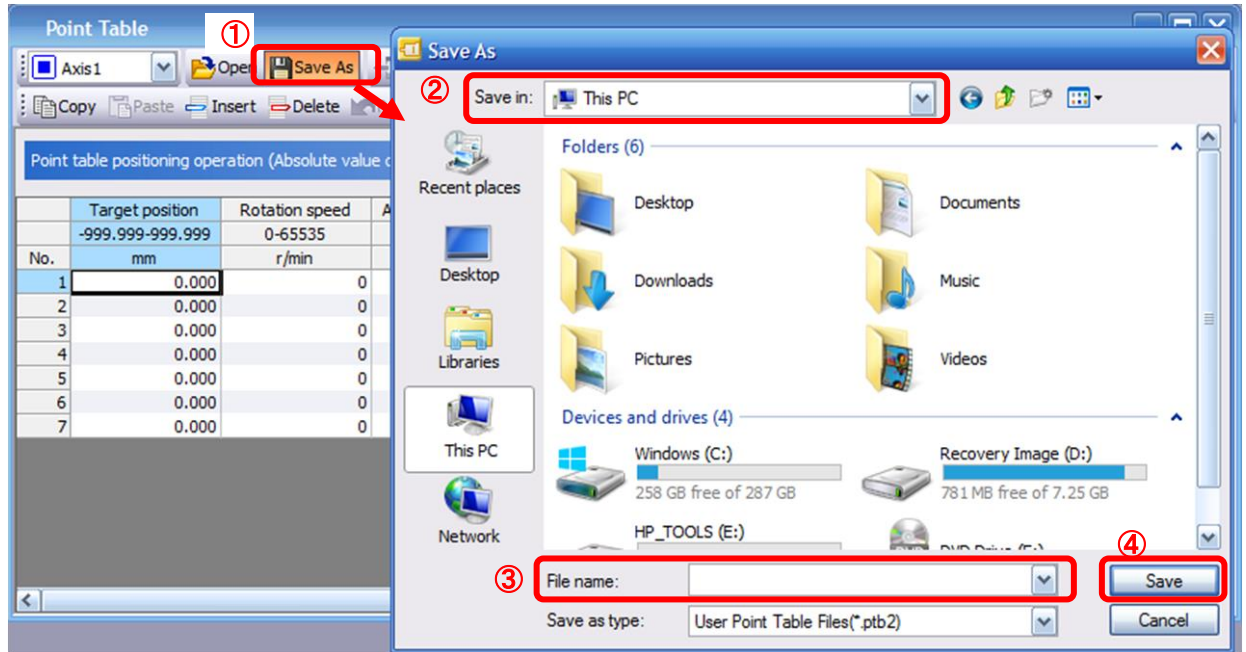 Point Table
①
Axis1 Open Save As
Copy Paste Insert Delete
Point table positioning operation (Absolute value
Target position Rotation speed A
-999.999-999.999 0-65535
No. mm r/min
1 0.000 0
2 0.000 0
3 0.000 0
4 0.000 0
5 0.000 0
6 0.000 0
7 0.000 0
Save As
② Save in: This PC
Recent places
Desktop
Libraries
This PC
Network
Folders (6)
Desktop Documents
Downloads Music
Pictures Videos
Devices and drives (4)
Windows (C:) Recovery Image (D:)
258 GB free of 287 GB 781 MB free of 7.25 GB
HP_TOOLS (E:)
④
③ File name: Save
Save as type: User Point Table Files(*.ptb2) Cancel